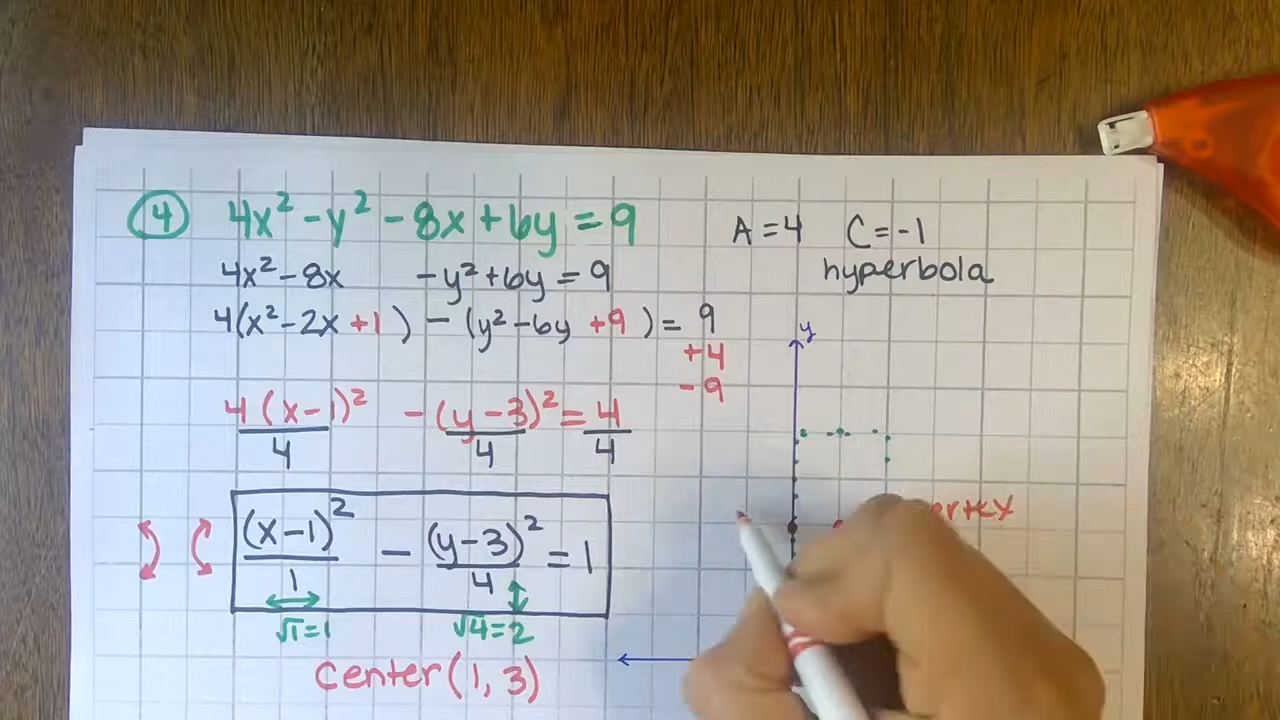 4 4x² - y² - 8x + 6y = 9
A = 4 C = -1
hyperbola
4x² - 8x - y² + 6y = 9
4(x² - 2x + 1) - (y² - 6y + 9) = 9
+4
-9
y
4(x-1)²/4 - (y-3)²/4 = 4/4
(x-1)²/1 - (y-3)²/4 = 1
√1 = 1 √4 = 2
center (1, 3)